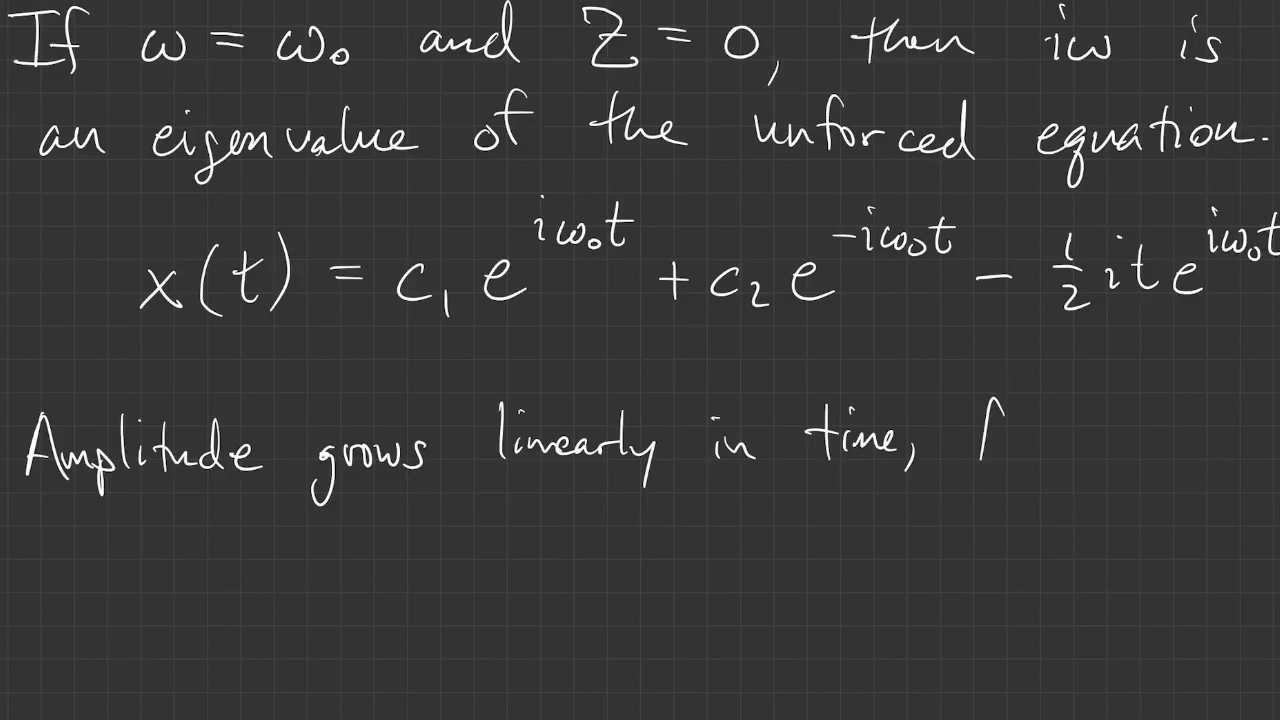 If ω = ω₀ and Z = 0, then iω is
an eigenvalue of the unforced equation.
x(t) = c₁ e^{iω₀t} + c₂ e^{-iω₀t} - 1/2 i t e^{iω₀t}
Amplitude grows linearly in time,